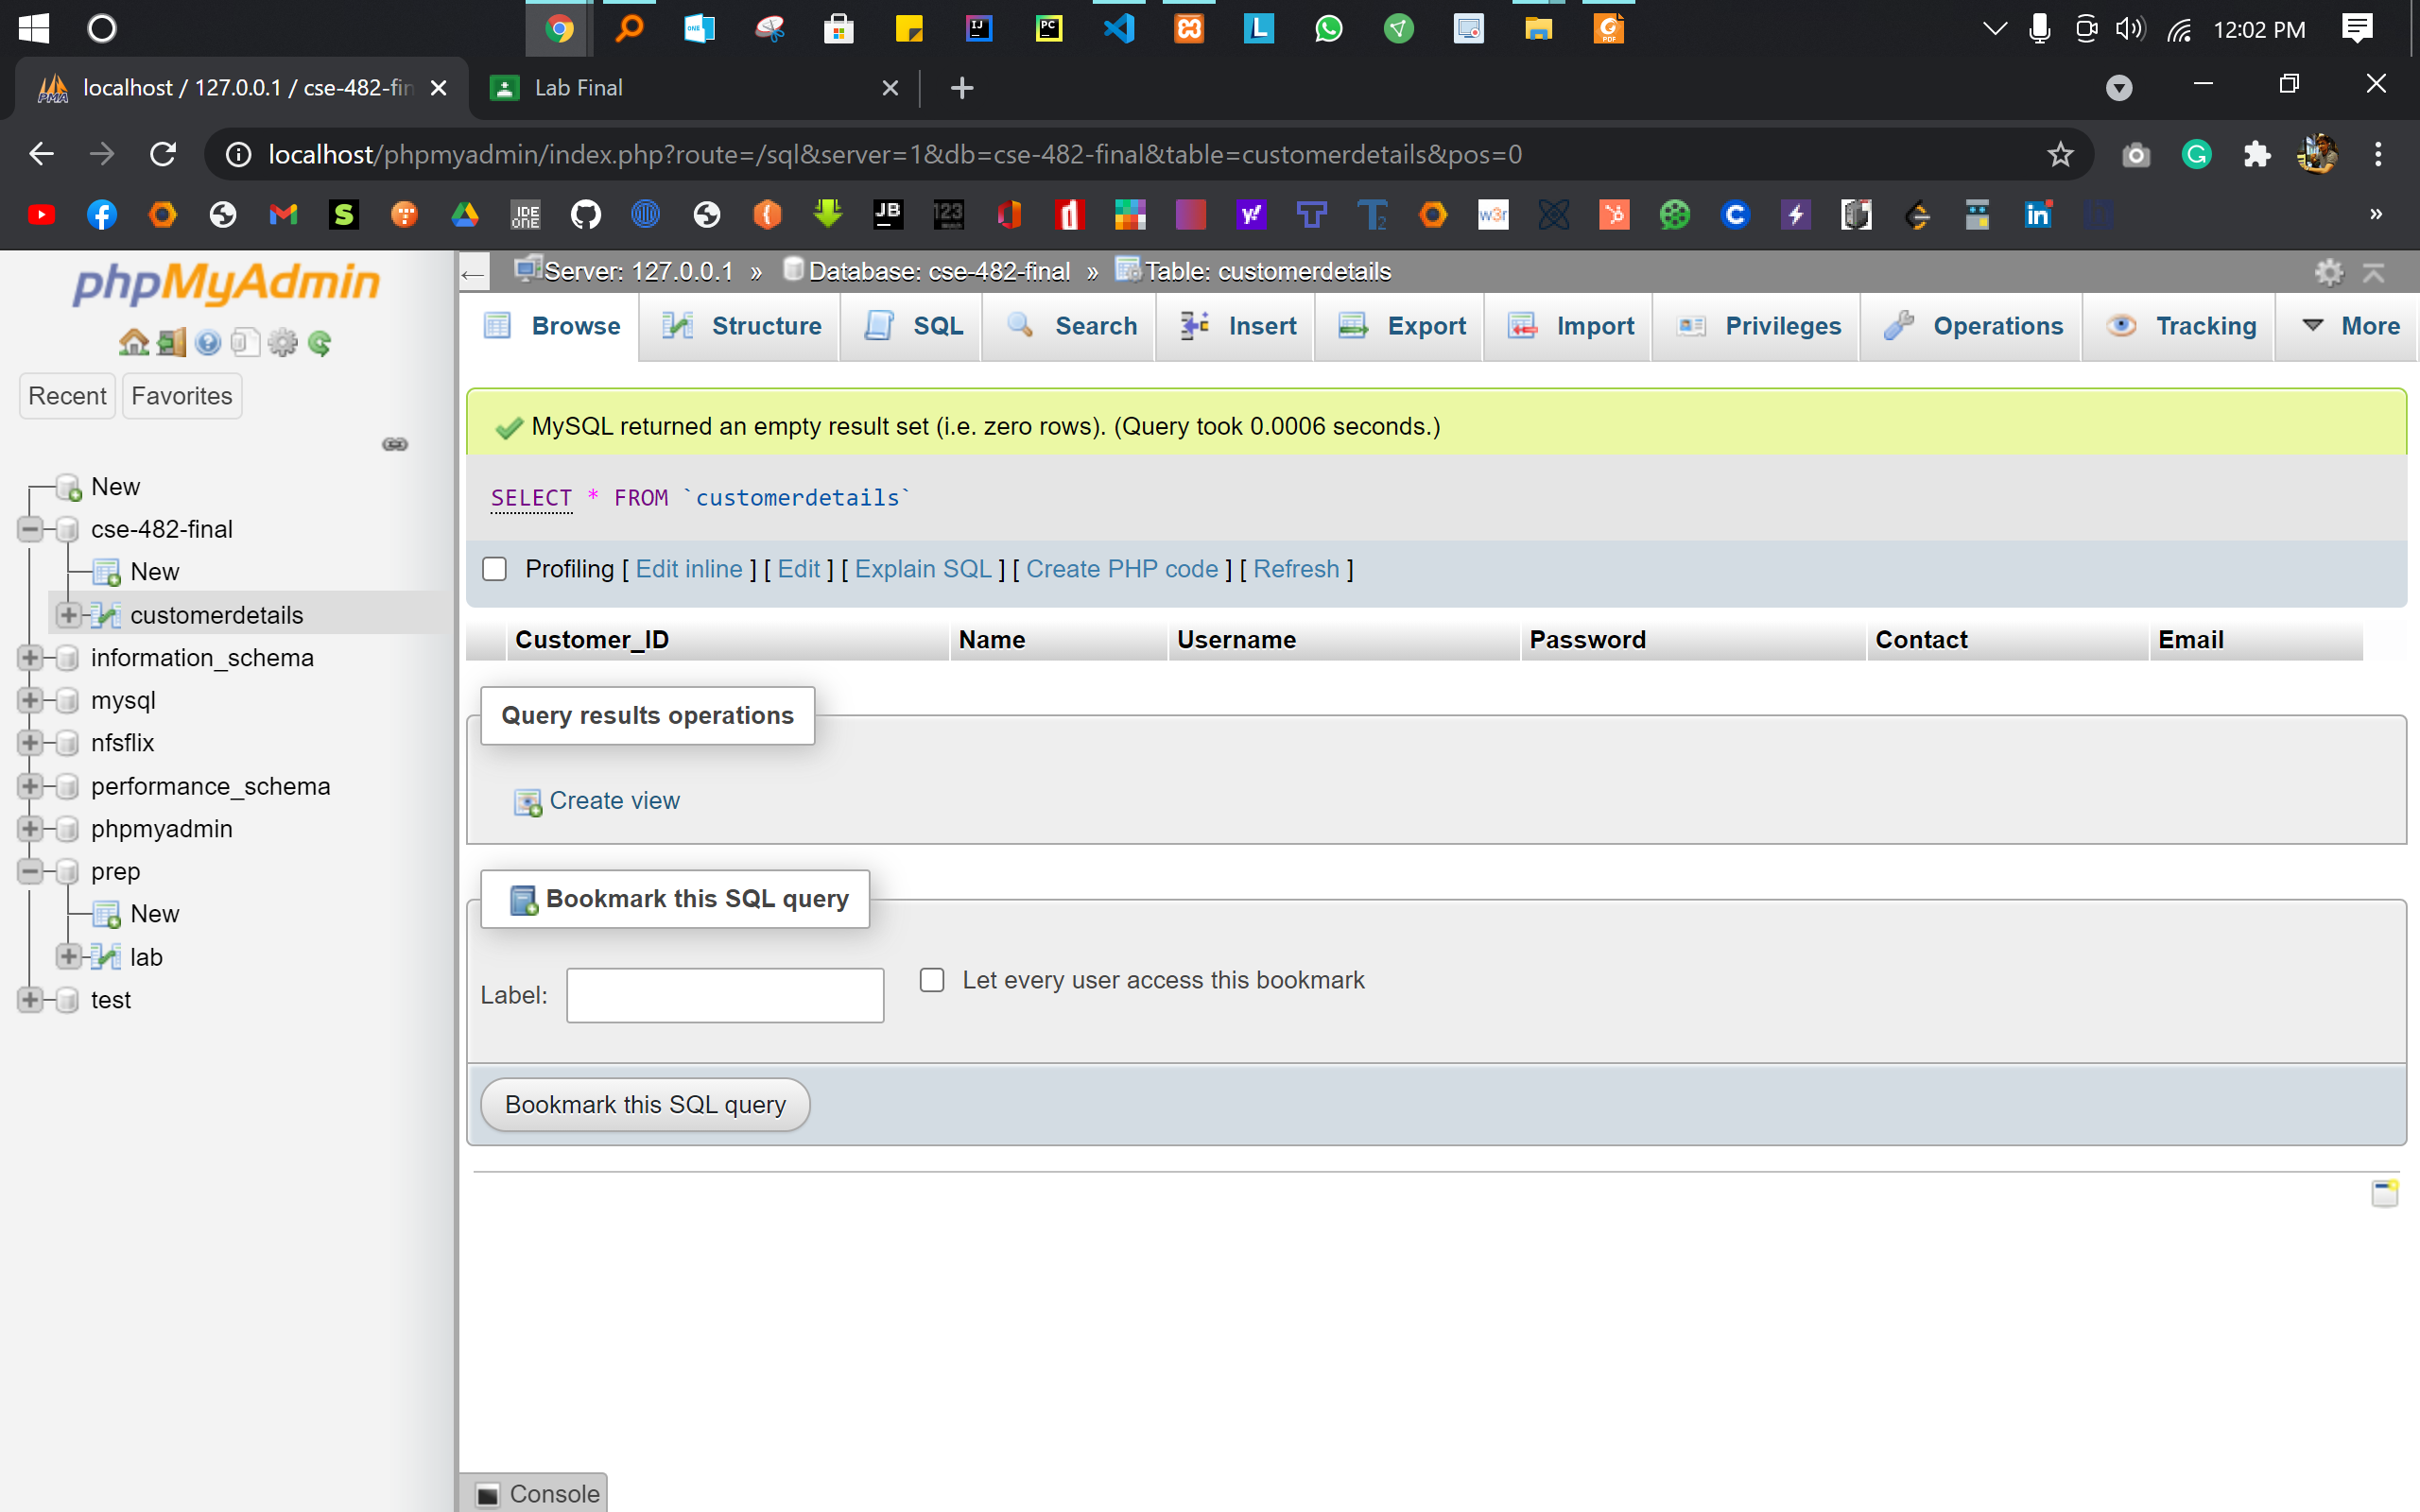 12:02 PM
localhost / 127.0.0.1 / cse-482-fin
Lab Final
localhost/phpmyadmin/index.php?route=/sql&server=1&db=cse-482-final&table=customerdetails&pos=0
phpMyAdmin
Recent Favorites
New
cse-482-final
New
customerdetails
information_schema
mysql
nfsflix
performance_schema
phpmyadmin
prep
New
lab
test
Server: 127.0.0.1 » Database: cse-482-final » Table: customerdetails
Browse Structure SQL Search Insert Export Import Privileges Operations Tracking More
MySQL returned an empty result set (i.e. zero rows). (Query took 0.0006 seconds.)
SELECT * FROM `customerdetails`
Profiling [ Edit inline ] [ Edit ] [ Explain SQL ] [ Create PHP code ] [ Refresh ]
Customer_ID Name Username Password Contact Email
Query results operations
Create view
Bookmark this SQL query
Label: Let every user access this bookmark
Bookmark this SQL query
Console